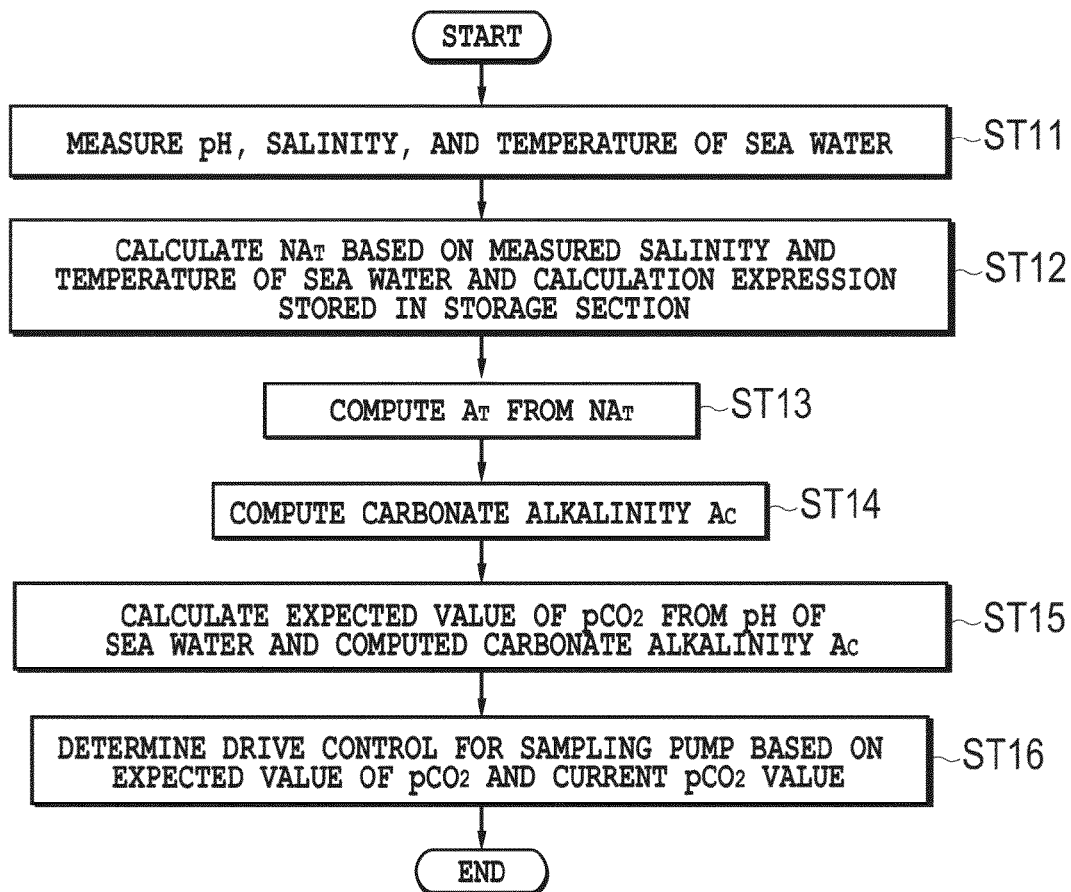 START
MEASURE pH, SALINITY, AND TEMPERATURE OF SEA WATER
ST11
CALCULATE NAT BASED ON MEASURED SALINITY AND
TEMPERATURE OF SEA WATER AND CALCULATION EXPRESSION
STORED IN STORAGE SECTION
ST12
COMPUTE AT FROM NAT
ST13
COMPUTE CARBONATE ALKALINITY AC
ST14
CALCULATE EXPECTED VALUE OF pCO2 FROM pH OF
SEA WATER AND COMPUTED CARBONATE ALKALINITY AC
ST15
DETERMINE DRIVE CONTROL FOR SAMPLING PUMP BASED ON
EXPECTED VALUE OF pCO2 AND CURRENT pCO2 VALUE
ST16
END